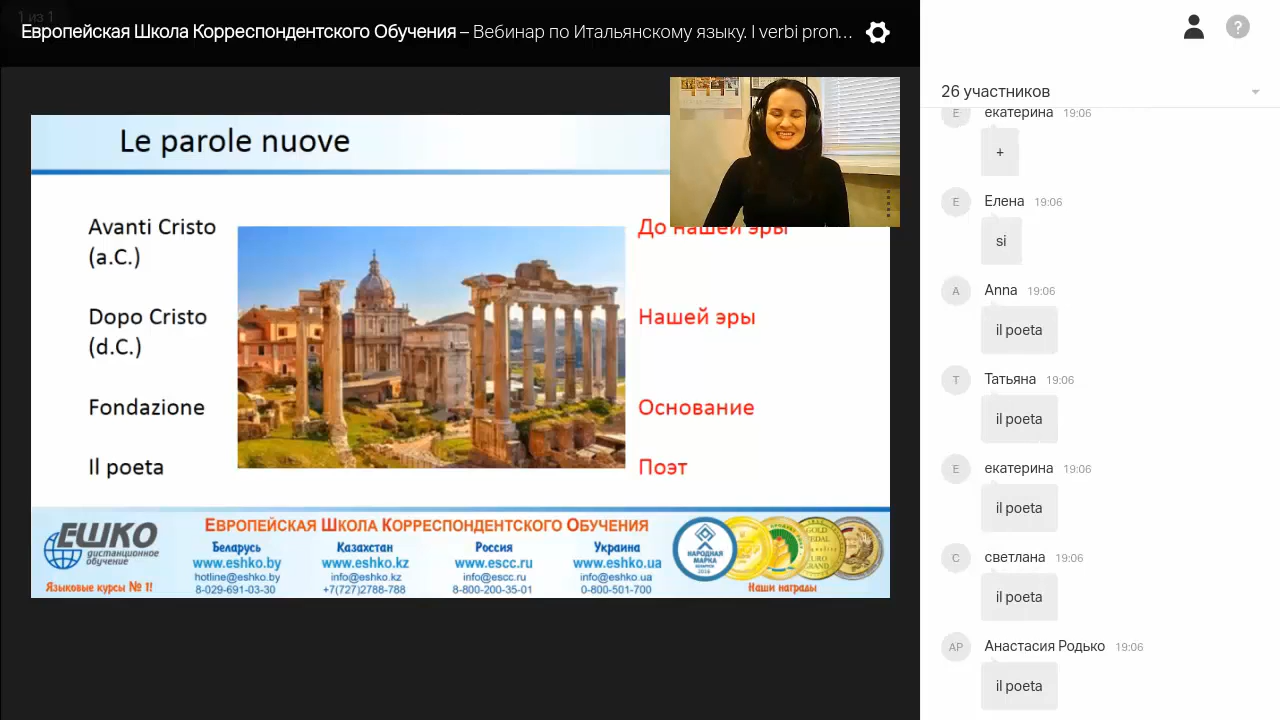 1 из 1
Европейская Школа Корреспондентского Обучения – Вебинар по Итальянскому языку. I verbi pron...
Le parole nuove
Avanti Cristo
(a.C.)
До нашей эры
Dopo Cristo
(d.C.)
Нашей эры
Fondazione
Основание
Il poeta
Поэт
ЕШКО
дистанционное
обучение
Языковые курсы № 1!
Европейская Школа Корреспондентского Обучения
Беларусь
www.eshko.by
hotline@eshko.by
8-029-691-03-30
Казахстан
www.eshko.kz
info@eshko.kz
+7(727)2788-788
Россия
www.escc.ru
info@escc.ru
8-800-200-35-01
Украина
www.eshko.ua
info@eshko.ua
0-800-501-700
НАРОДНАЯ
МАРКА
Наши награды
?
26 участников
E
екатерина 19:06
+
Е
Елена 19:06
si
A
Anna 19:06
il poeta
Т
Татьяна 19:06
il poeta
E
екатерина 19:06
il poeta
С
светлана 19:06
il poeta
АР
Анастасия Родько 19:06
il poeta